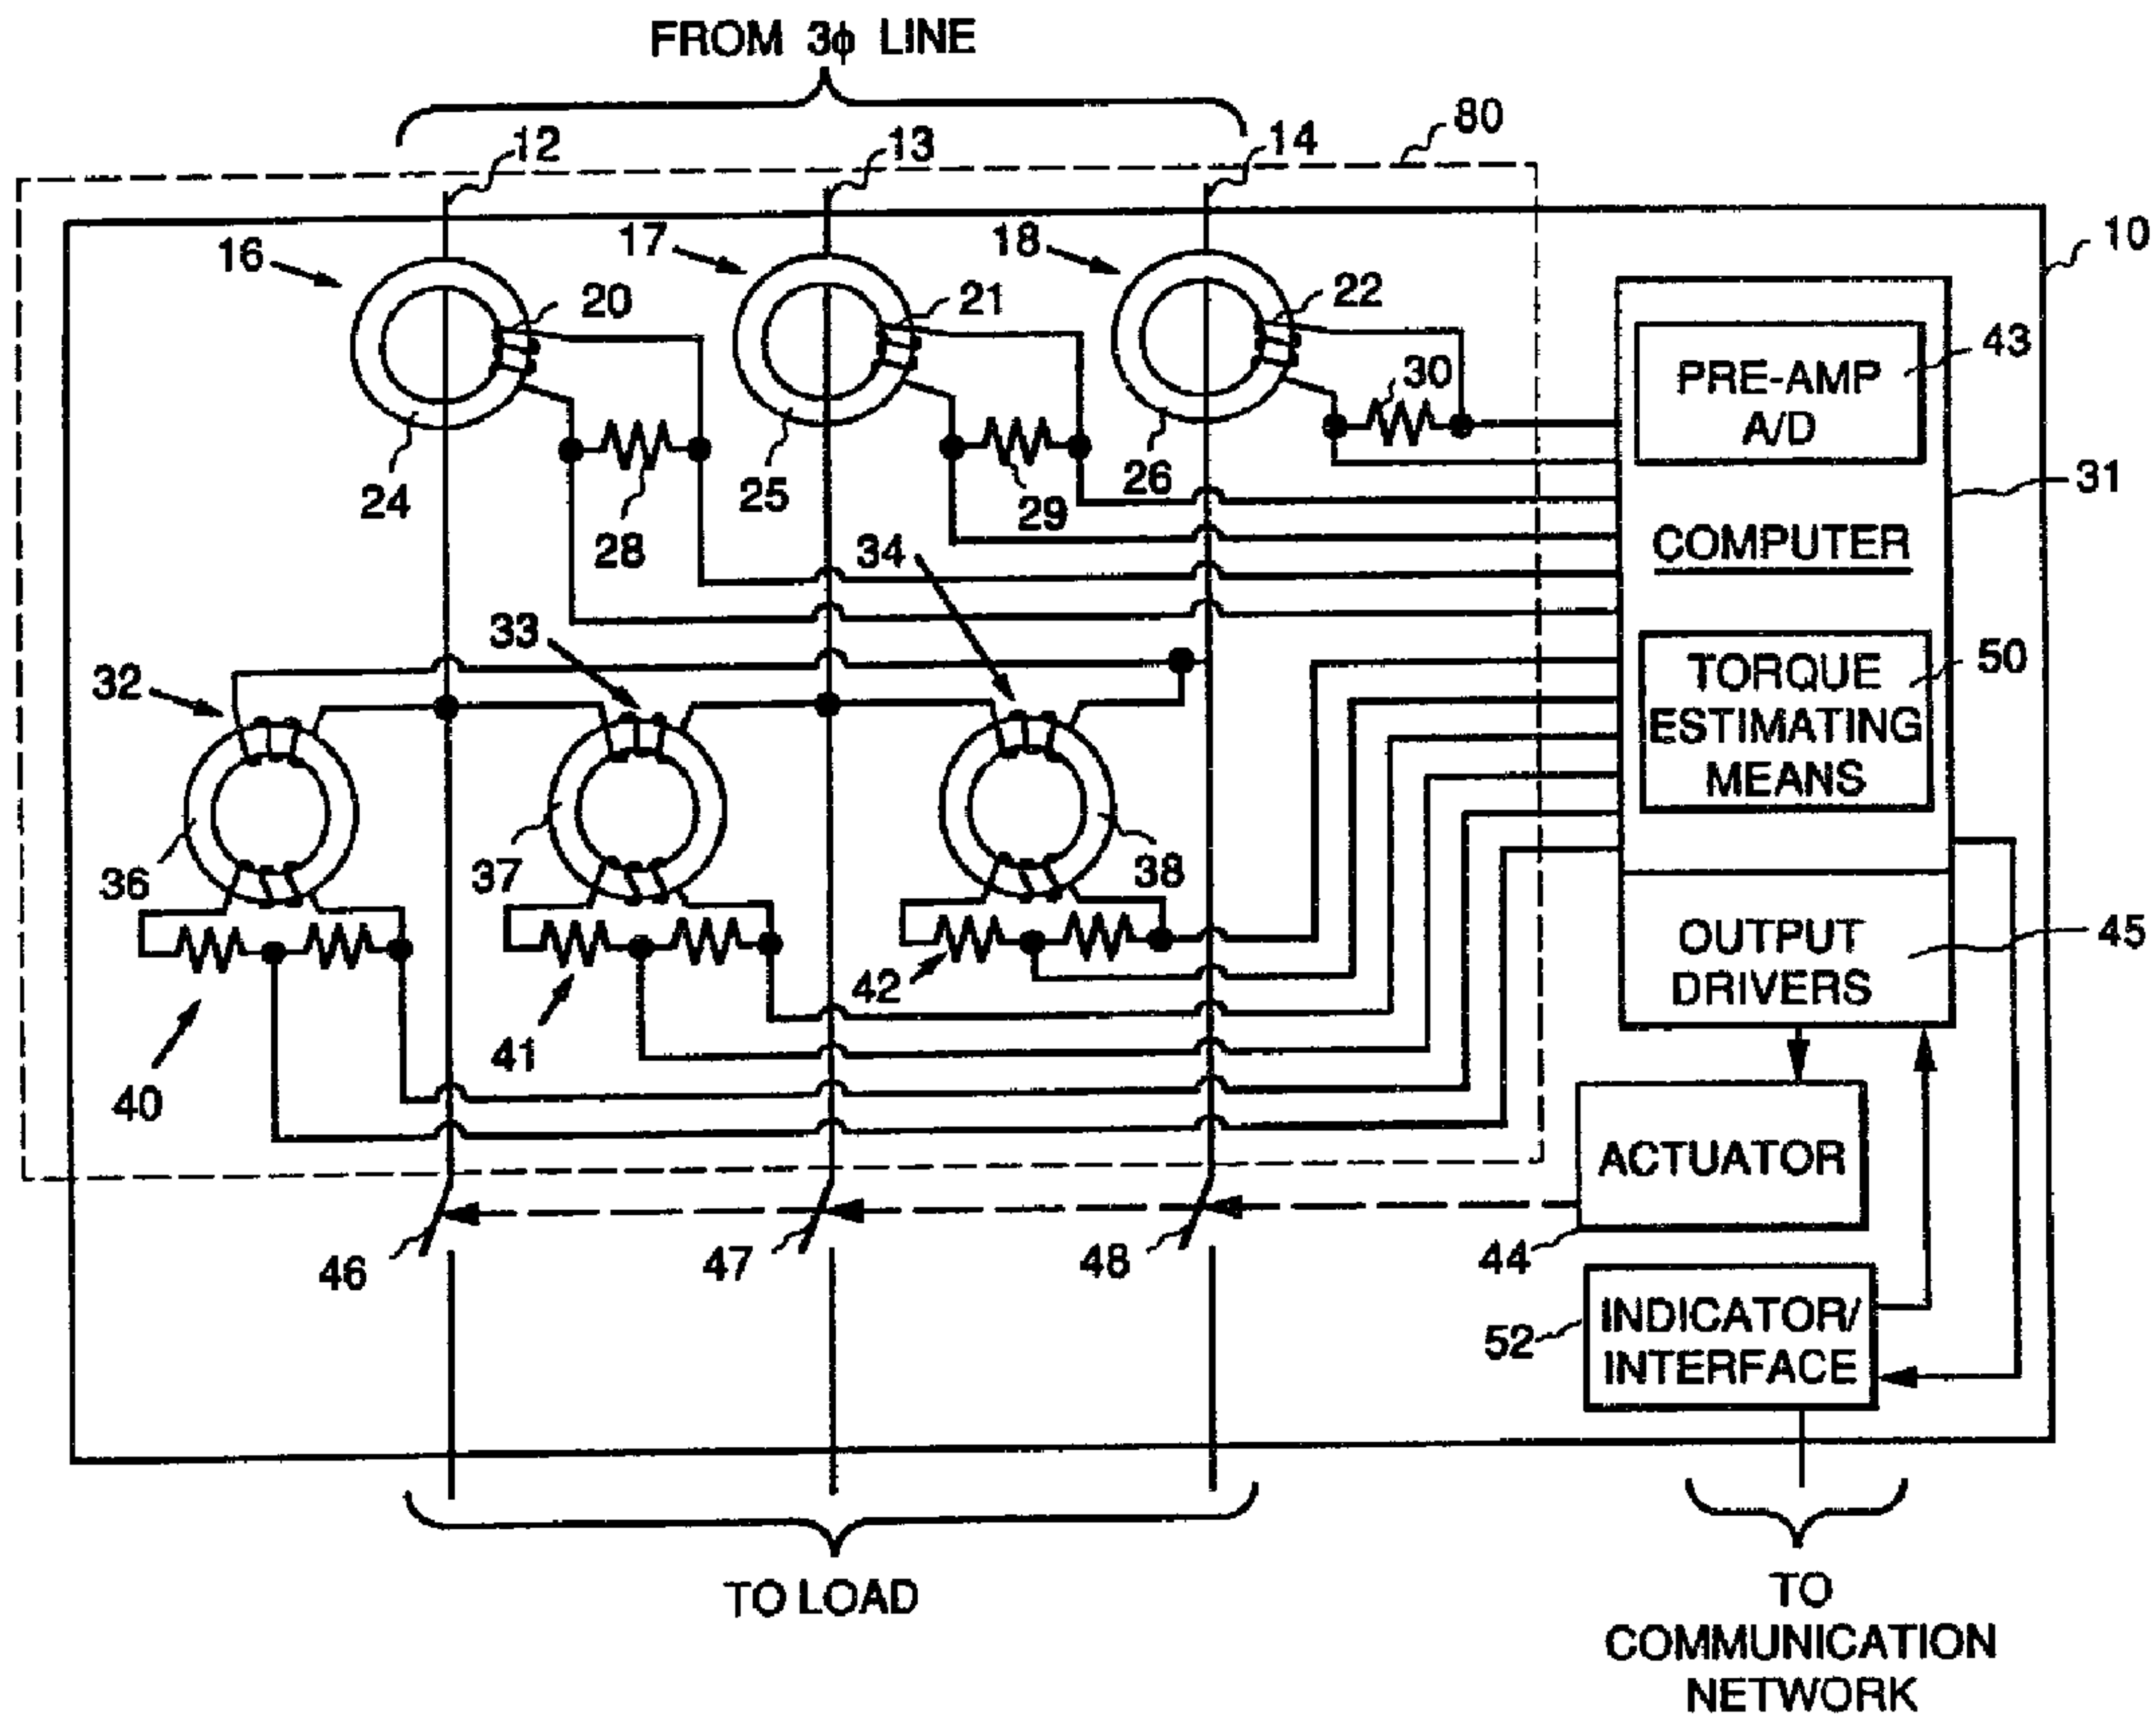 FROM 3ϕ LINE
80
12
13
14
10
16
17
18
20
21
22
43
PRE-AMP
A/D
30
24
25
26
31
28
29
COMPUTER
34
33
32
TORQUE
ESTIMATING
MEANS
50
36
37
38
OUTPUT
DRIVERS
45
40
41
42
ACTUATOR
44
46
47
48
INDICATOR/
INTERFACE
52
TO LOAD
TO
COMMUNICATION
NETWORK